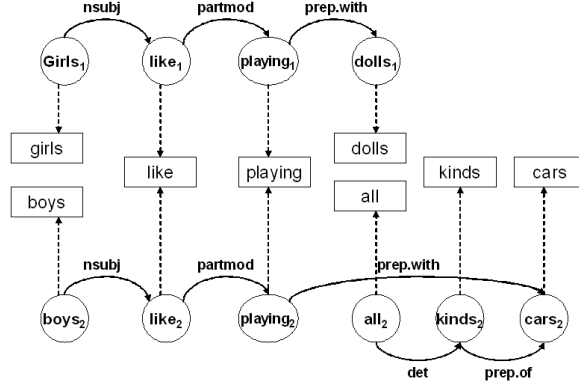 nsubj partmod prep.with
Girls1 like1 playing1 dolls1
girls dolls
like playing kinds cars
boys all
nsubj partmod prep.with
boys2 like2 playing2 all2 kinds2 cars2
det prep.of